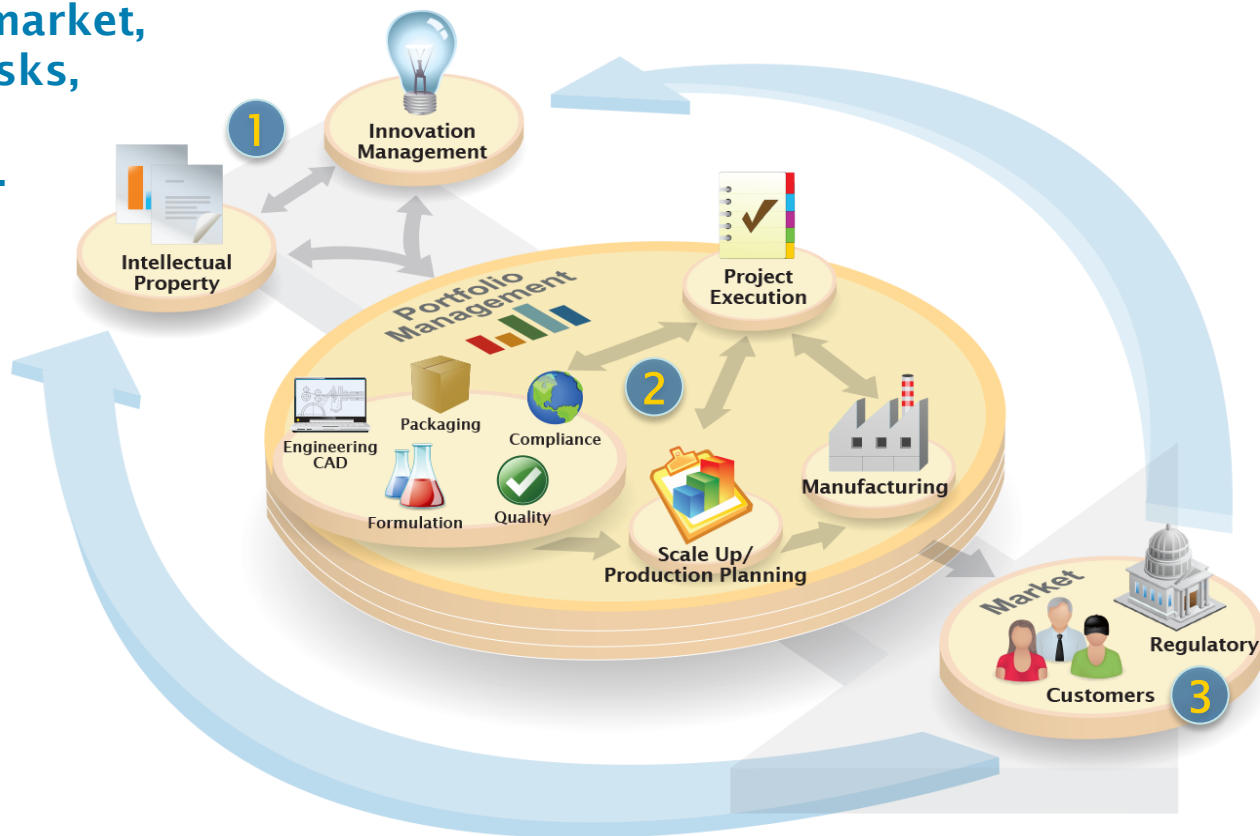 market,
sks,
.
1
Innovation
Management
Intellectual
Property
Project
Execution
Portfolio
Management
2
Engineering
CAD
Packaging
Compliance
Formulation
Quality
Manufacturing
Scale Up/
Production Planning
Market
Regulatory
Customers
3